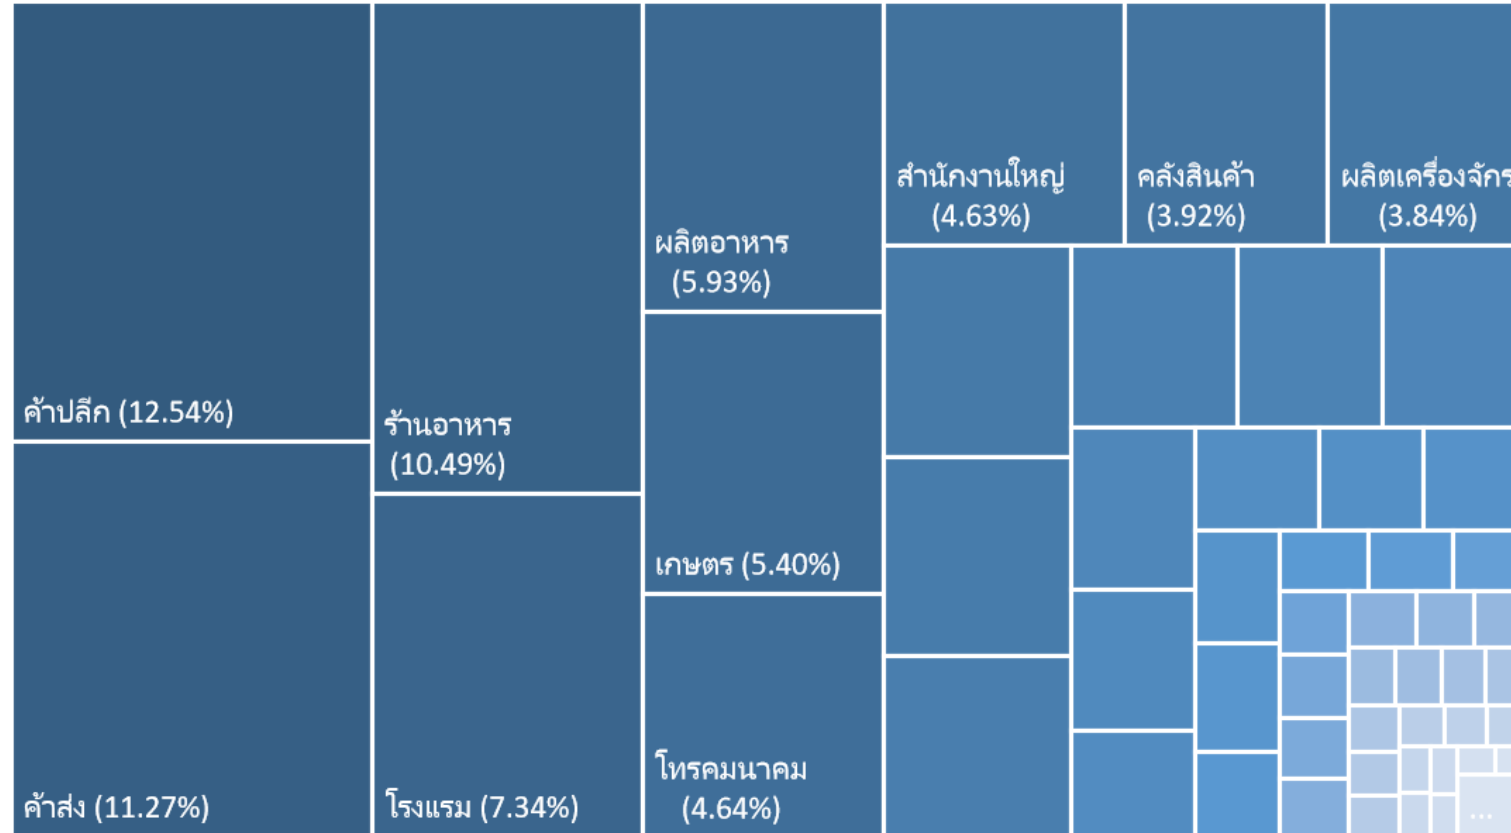 ค้าปลีก (12.54%)
ค้าส่ง (11.27%)
ร้านอาหาร
(10.49%)
โรงแรม (7.34%)
ผลิตอาหาร
(5.93%)
เกษตร (5.40%)
โทรคมนาคม
(4.64%)
สำนักงานใหญ่
(4.63%)
คลังสินค้า
(3.92%)
ผลิตเครื่องจักร
(3.84%)
...